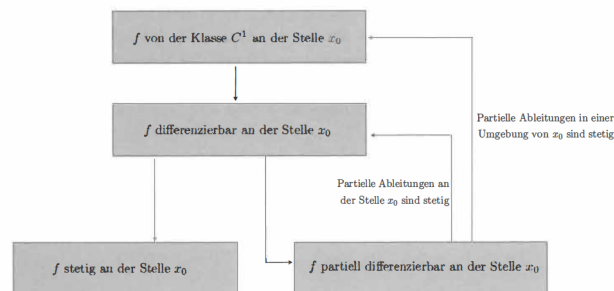 f von der Klasse C¹ an der Stelle x₀
f differenzierbar an der Stelle x₀
Partielle Ableitungen in einer
Umgebung von x₀ sind stetig
Partielle Ableitungen an
der Stelle x₀ sind stetig
f stetig an der Stelle x₀
f partiell differenzierbar an der Stelle x₀